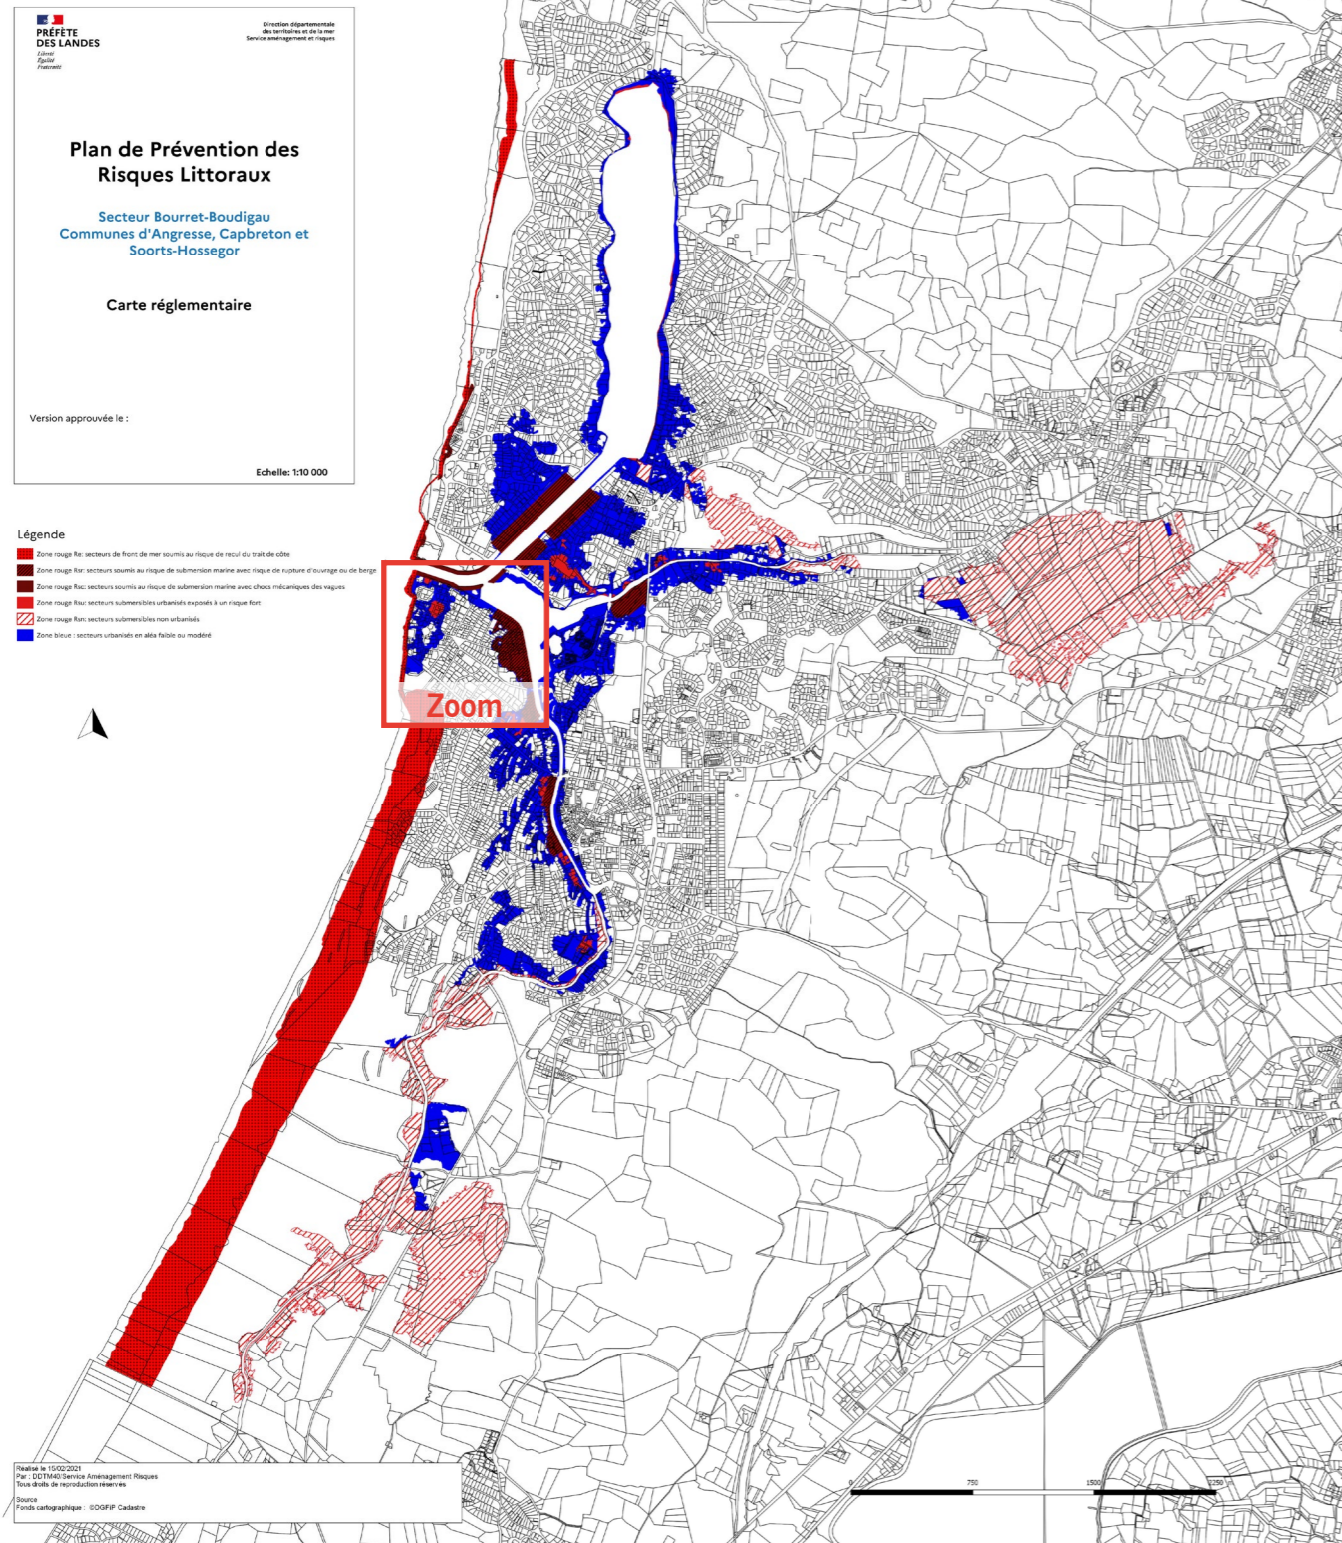 PRÉFÈTE
DES LANDES
Liberté
Égalité
Fraternité
Direction départementale
des territoires et de la mer
Service aménagement et risques
Plan de Prévention des
Risques Littoraux
Secteur Bourret-Boudigau
Communes d'Angresse, Capbreton et
Soorts-Hossegor
Carte réglementaire
Version approuvée le :
Echelle: 1:10 000
Légende
Zone rouge Re: secteurs de front de mer soumis au risque de recul du trait de côte
Zone rouge Rsr: secteurs soumis au risque de submersion marine avec risque de rupture d'ouvrage ou de berge
Zone rouge Rsc: secteurs soumis au risque de submersion marine avec chocs mécaniques des vagues
Zone rouge Rsu: secteurs submersibles urbanisés exposés à un risque fort
Zone rouge Rsn: secteurs submersibles non urbanisés
Zone bleue : secteurs urbanisés en aléa faible ou modéré
Zoom
Réalisé le 15/02/2021
Par : DDTM40/Service Aménagement Risques
Tous droits de reproduction réservés
Source
Fonds cartographique : ©DGFiP Cadastre
0 750 1500 2250